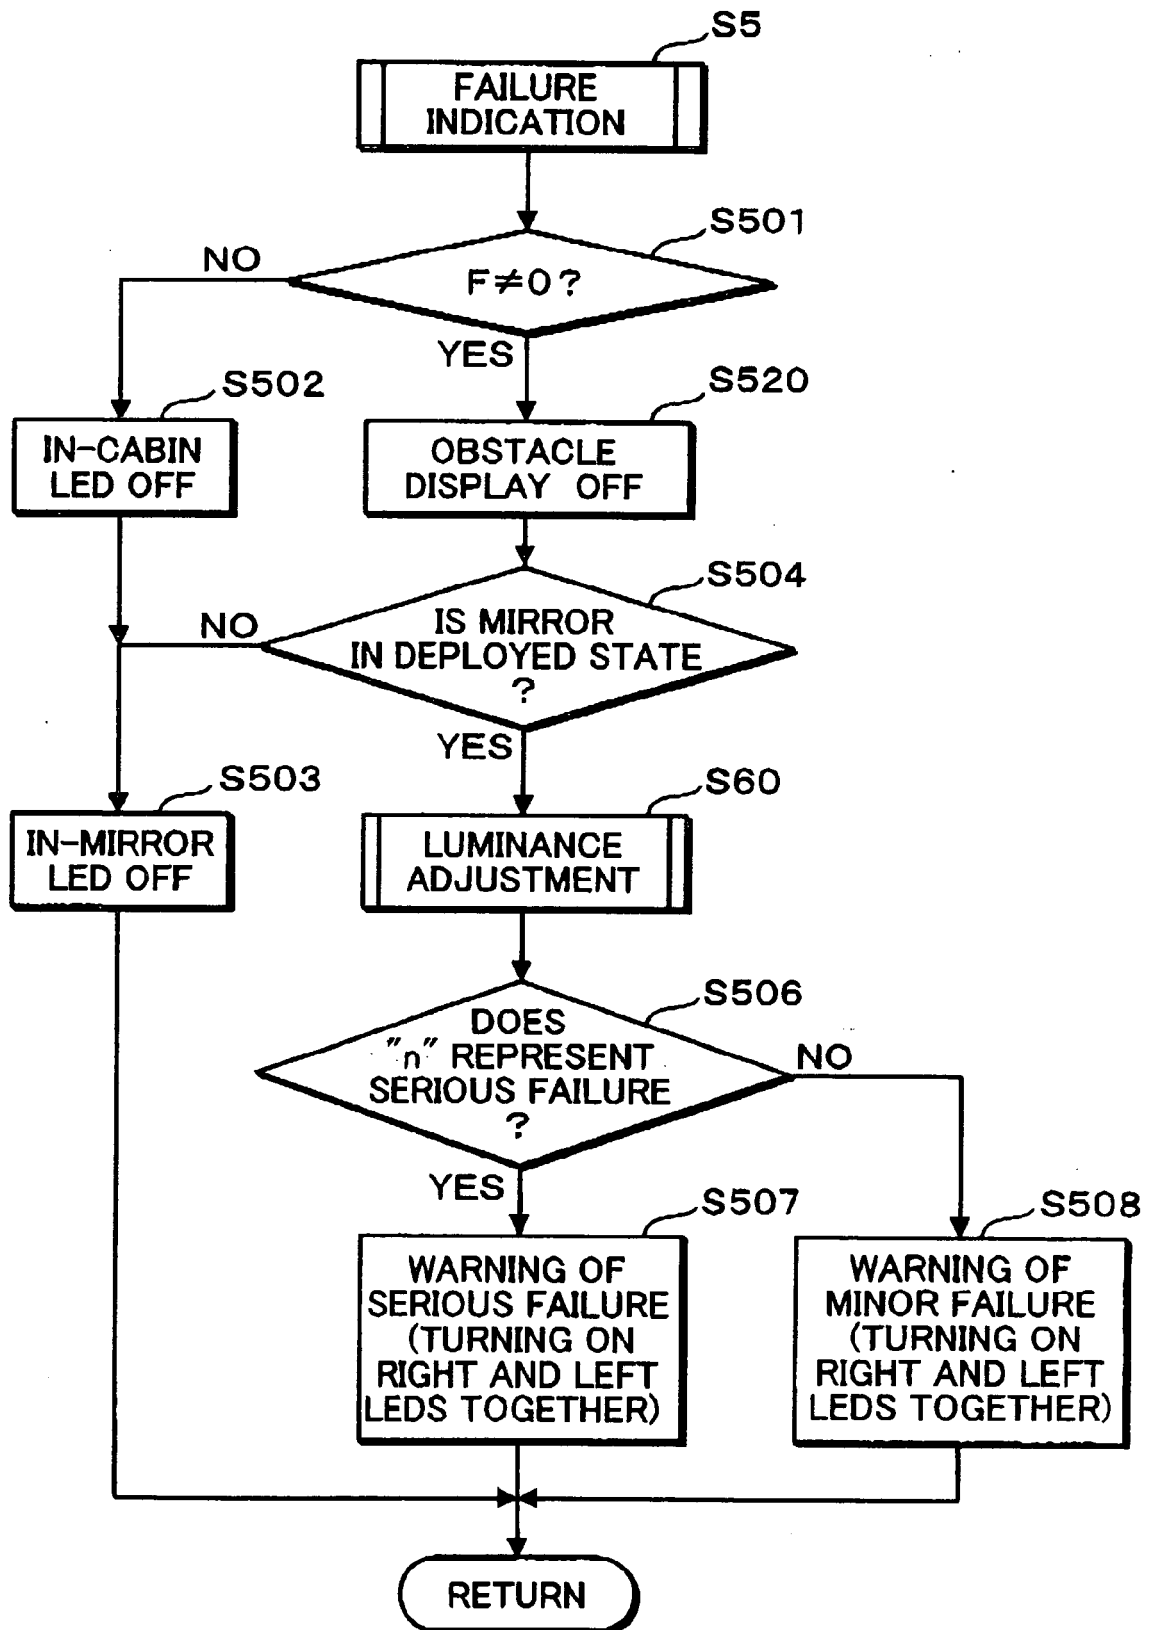 S5
FAILURE
INDICATION
S501
NO
F≠0?
YES
S502
S520
IN-CABIN
LED OFF
OBSTACLE
DISPLAY OFF
S504
NO
IS MIRROR
IN DEPLOYED STATE
?
YES
S503
S60
IN-MIRROR
LED OFF
LUMINANCE
ADJUSTMENT
S506
DOES
"n" REPRESENT
SERIOUS FAILURE
?
NO
YES
S507
S508
WARNING OF
SERIOUS FAILURE
(TURNING ON
RIGHT AND LEFT
LEDS TOGETHER)
WARNING OF
MINOR FAILURE
(TURNING ON
RIGHT AND LEFT
LEDS TOGETHER)
RETURN